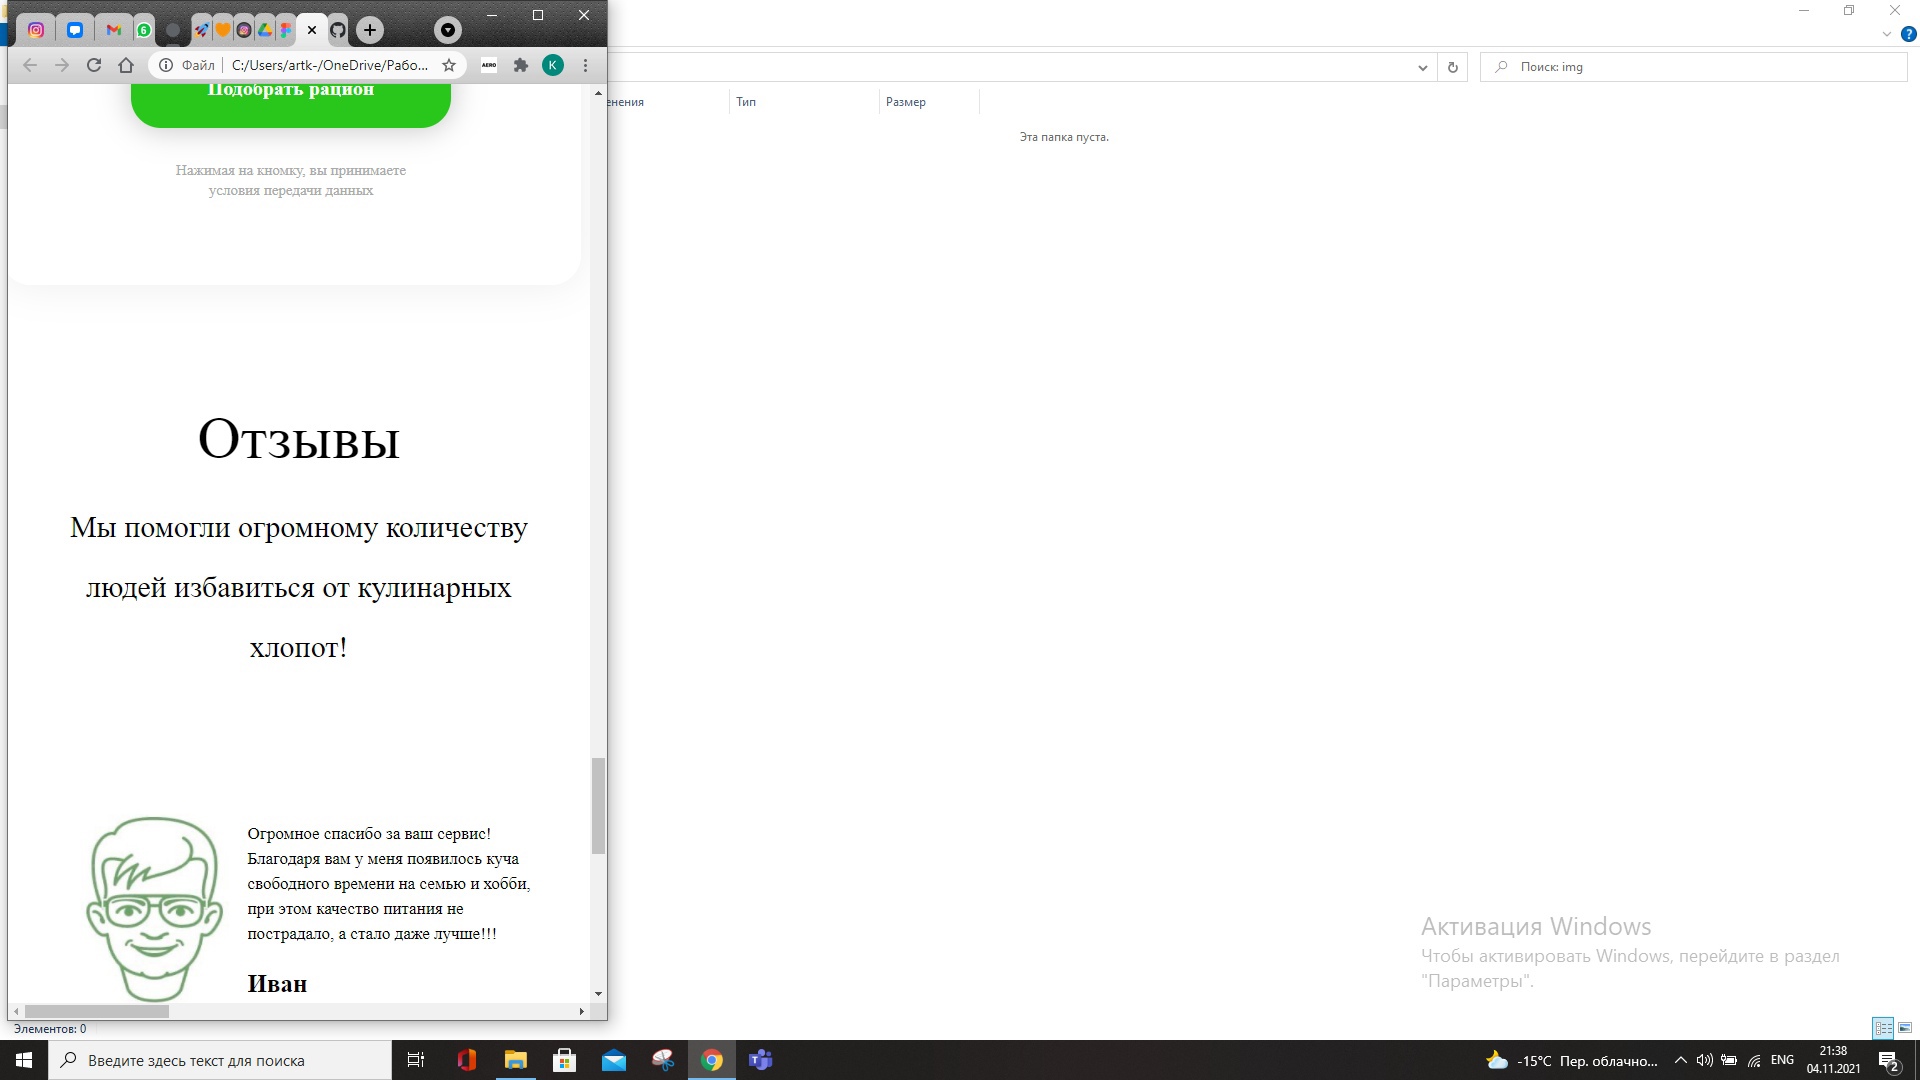 6
Файл
C:/Users/artk-/OneDrive/Рабо...
AERO
K
Подобрать рацион
Нажимая на кномку, вы принимаете
условия передачи данных
Отзывы
Мы помогли огромному количеству
людей избавиться от кулинарных
хлопот!
Огромное спасибо за ваш сервис!
Благодаря вам у меня появилось куча
свободного времени на семью и хобби,
при этом качество питания не
пострадало, а стало даже лучше!!!
Иван
Поиск: img
?
енения
Тип
Размер
Эта папка пуста.
Активация Windows
Чтобы активировать Windows, перейдите в раздел
"Параметры".
Элементов: 0
Введите здесь текст для поиска
-15°C Пер. облачно...
ENG
21:38
04.11.2021
2